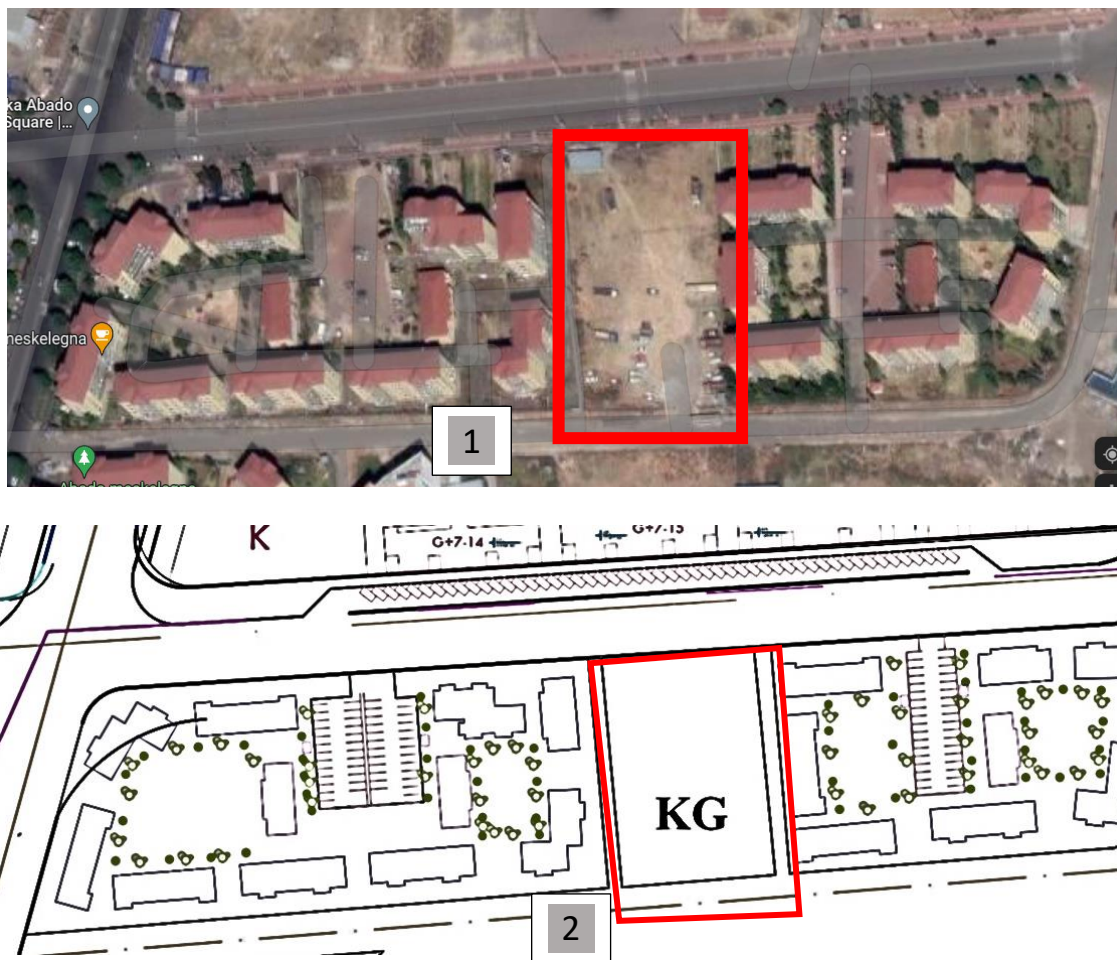 ka Abado
Square |...
meskelegna
1
Abado meskelegna
K
G+7-14
G+7-15
KG
2